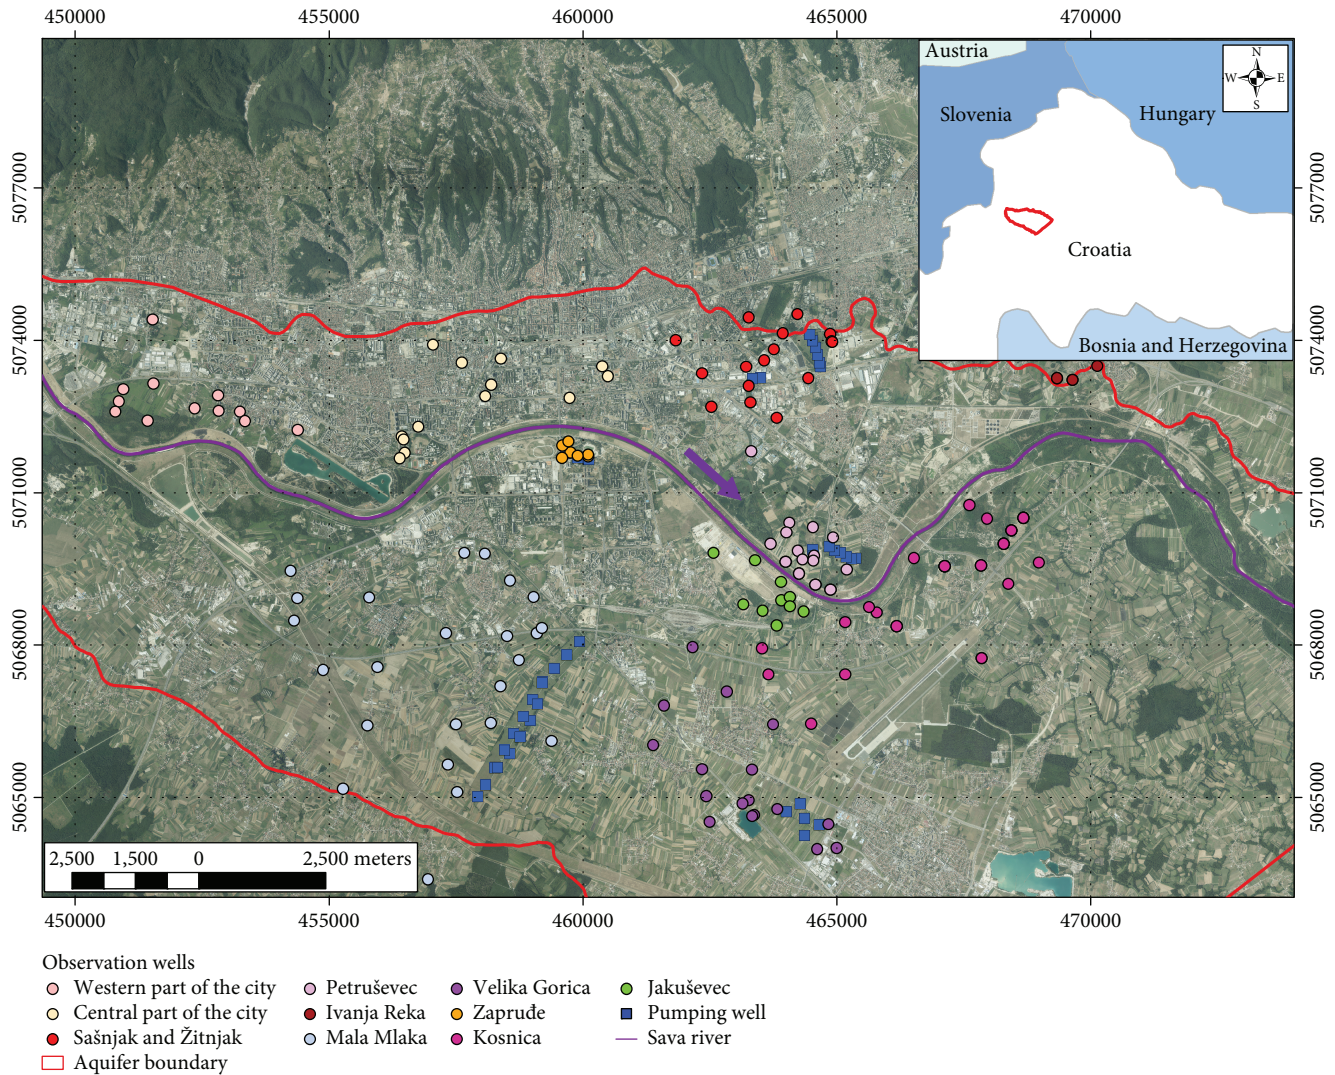 450000 455000 460000 465000 470000
Austria
N
W E
S
Slovenia
Hungary
Croatia
Bosnia and Herzegovina
5077000 5077000
5074000 5074000
5071000 5071000
5068000 5068000
5065000 5065000
2,500 1,500 0 2,500 meters
450000 455000 460000 465000 470000
Observation wells
Western part of the city Petruševec Velika Gorica Jakuševec
Central part of the city Ivanja Reka Zapruđe Pumping well
Sašnjak and Žitnjak Mala Mlaka Kosnica Sava river
Aquifer boundary